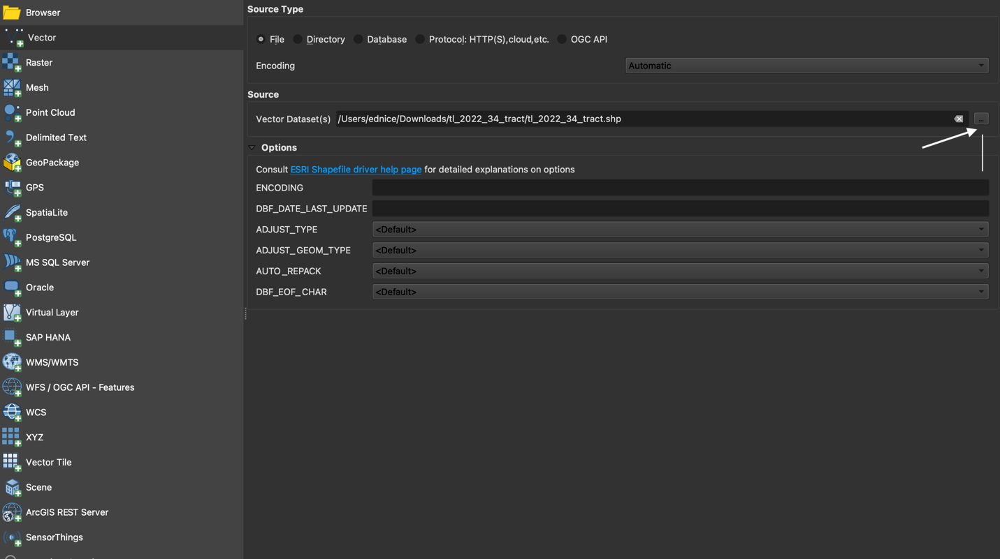 Browser
Vector
Raster
Mesh
Point Cloud
Delimited Text
GeoPackage
GPS
SpatiaLite
PostgreSQL
MS SQL Server
Oracle
Virtual Layer
SAP HANA
WMS/WMTS
WFS / OGC API - Features
WCS
XYZ
Vector Tile
Scene
ArcGIS REST Server
SensorThings
Source Type
File Directory Database Protocol: HTTP(S),cloud,etc. OGC API
Encoding Automatic
Source
Vector Dataset(s) /Users/ednice/Downloads/tl_2022_34_tract/tl_2022_34_tract.shp ...
Options
Consult ESRI Shapefile driver help page for detailed explanations on options
ENCODING
DBF_DATE_LAST_UPDATE
ADJUST_TYPE <Default>
ADJUST_GEOM_TYPE <Default>
AUTO_REPACK <Default>
DBF_EOF_CHAR <Default>